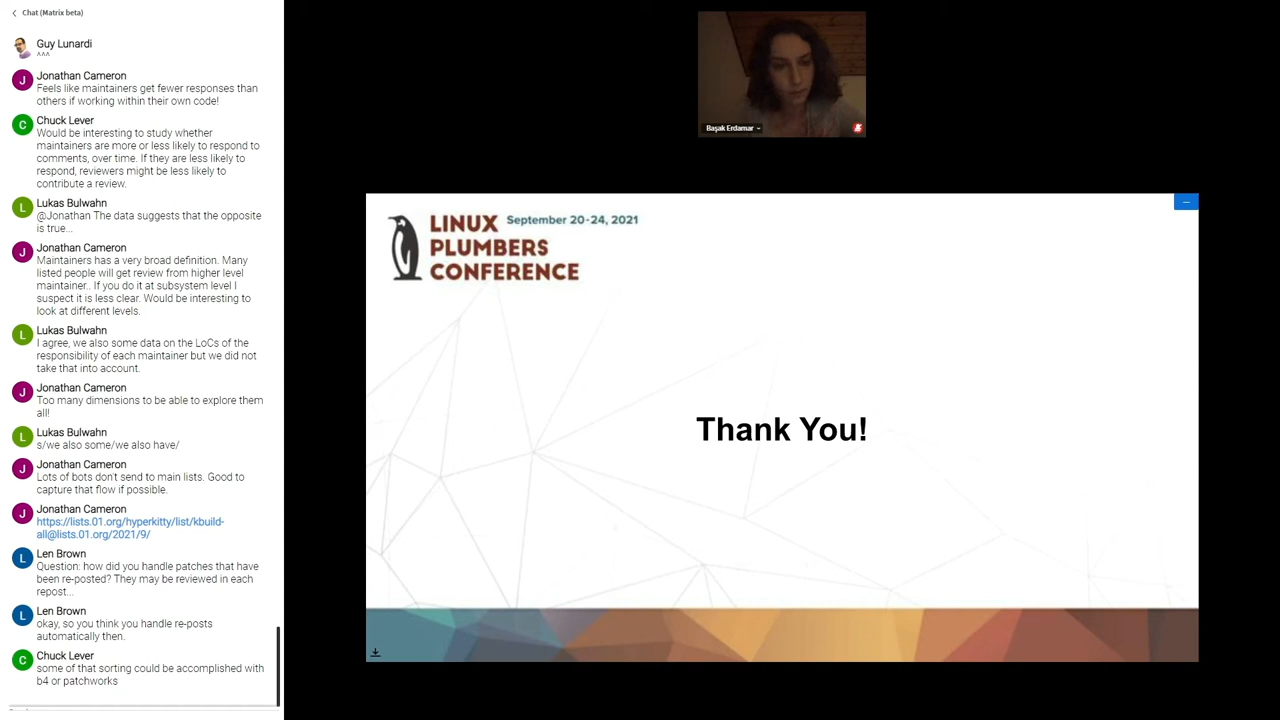 Chat (Matrix beta)
Guy Lunardi
^^^
Jonathan Cameron
Feels like maintainers get fewer responses than
others if working within their own code!
Chuck Lever
Would be interesting to study whether
maintainers are more or less likely to respond to
comments, over time. If they are less likely to
respond, reviewers might be less likely to
contribute a review.
Lukas Bulwahn
@Jonathan The data suggests that the opposite
is true...
Jonathan Cameron
Maintainers has a very broad definition. Many
listed people will get review from higher level
maintainer.. If you do it at subsystem level I
suspect it is less clear. Would be interesting to
look at different levels.
Lukas Bulwahn
I agree, we also some data on the LoCs of the
responsibility of each maintainer but we did not
take that into account.
Jonathan Cameron
Too many dimensions to be able to explore them
all!
Lukas Bulwahn
s/we also some/we also have/
Jonathan Cameron
Lots of bots don't send to main lists. Good to
capture that flow if possible.
Jonathan Cameron
https://lists.01.org/hyperkitty/list/kbuild-
all@lists.01.org/2021/9/
Len Brown
Question: how did you handle patches that have
been re-posted? They may be reviewed in each
repost...
Len Brown
okay, so you think you handle re-posts
automatically then.
Chuck Lever
some of that sorting could be accomplished with
b4 or patchworks
Başak Erdamar
LINUX September 20-24, 2021
PLUMBERS
CONFERENCE
Thank You!